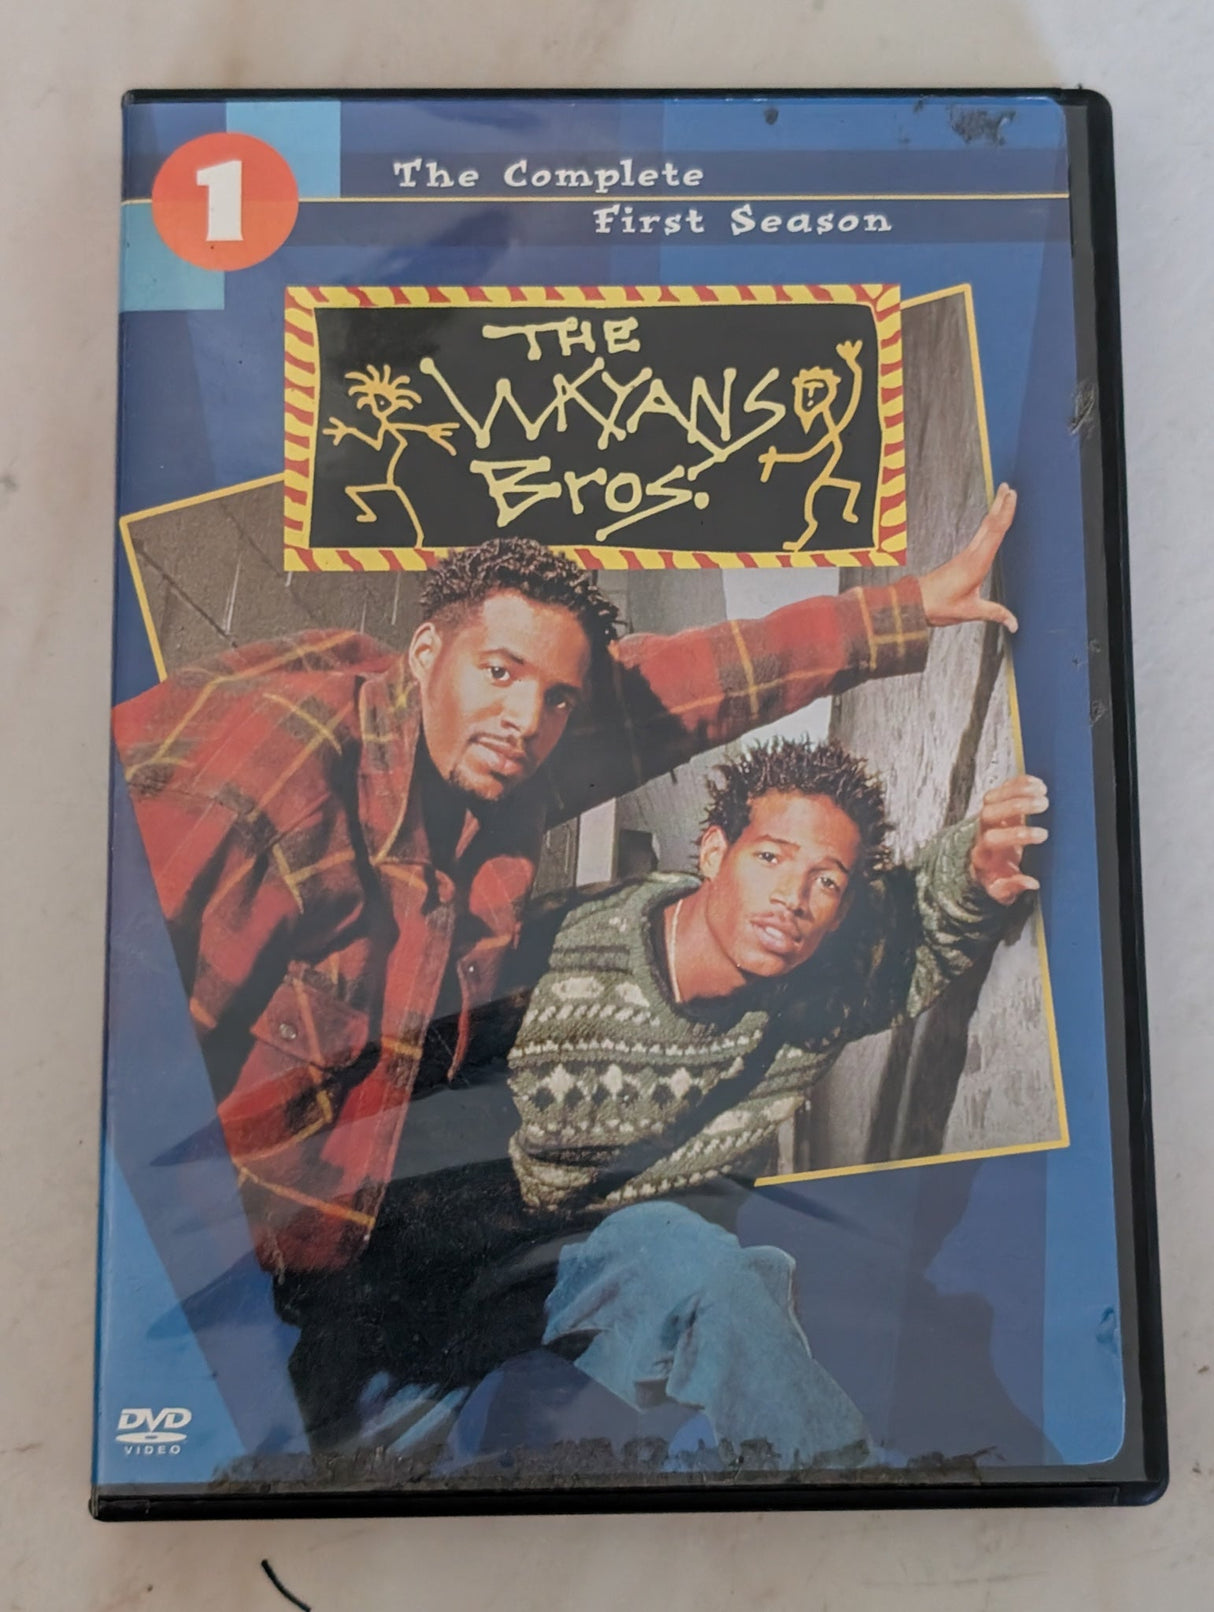 1
The Complete
First Season
THE
WAYANS
Bros.
DVD
VIDEO